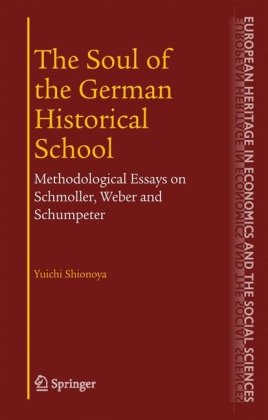 The Soul of
the German
Historical
School
Methodological Essays on
Schmoller, Weber and
Schumpeter
Yuichi Shionoya
Springer
EUROPEAN HERITAGE IN ECONOMICS AND THE SOCIAL SCIENCES